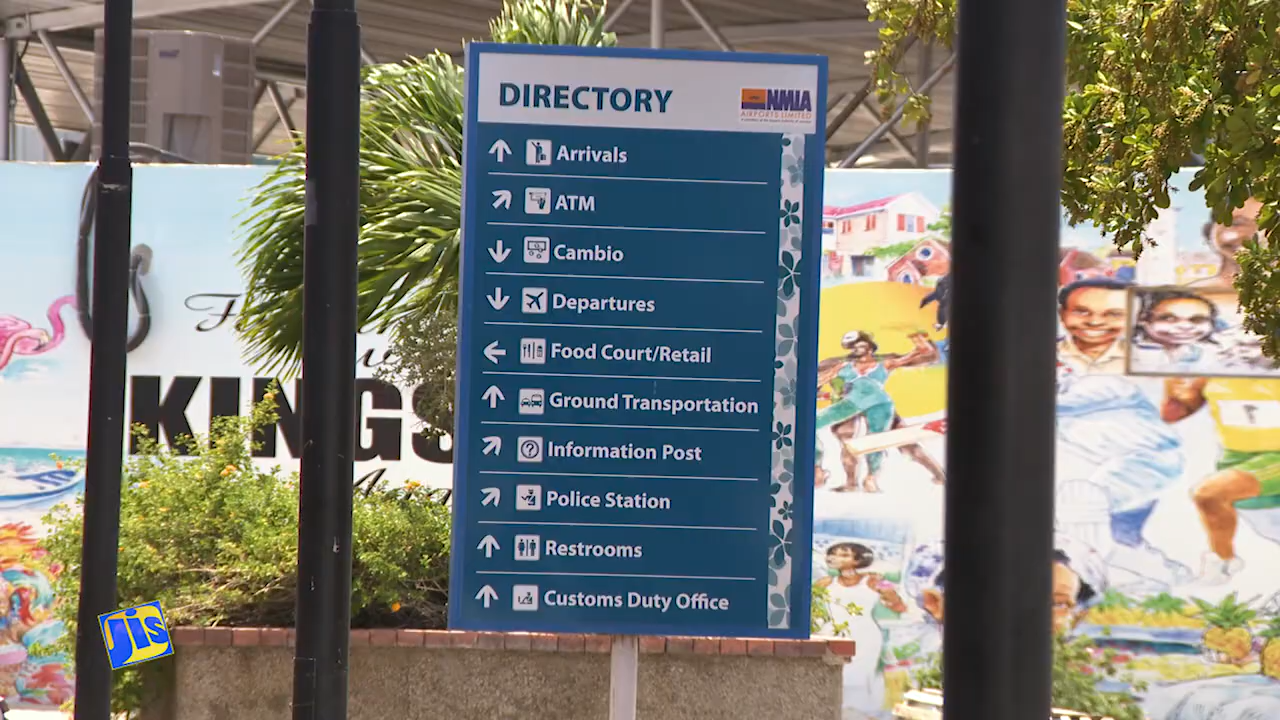 DIRECTORY
NMIA
AIRPORTS LIMITED
Arrivals
ATM
Cambio
Departures
Food Court/Retail
Ground Transportation
Information Post
Police Station
Restrooms
Customs Duty Office
KINGS
jis